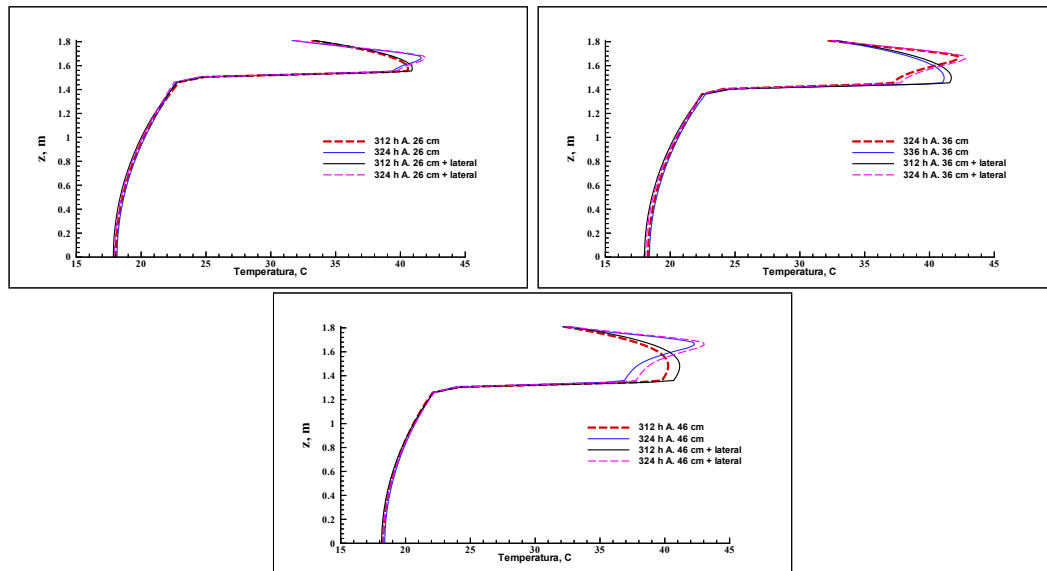 z, m
1.8
1.6
1.4
1.2
1
0.8
0.6
0.4
0.2
0
312 h A. 26 cm
324 h A. 26 cm
312 h A. 26 cm + lateral
324 h A. 26 cm + lateral
15 20 25 30 35 40 45
Temperatura, C
z, m
1.8
1.6
1.4
1.2
1
0.8
0.6
0.4
0.2
0
324 h A. 36 cm
336 h A. 36 cm
312 h A. 36 cm + lateral
324 h A. 36 cm + lateral
15 20 25 30 35 40 45
Temperatura, C
z, m
1.8
1.6
1.4
1.2
1
0.8
0.6
0.4
0.2
0
312 h A. 46 cm
324 h A. 46 cm
312 h A. 46 cm + lateral
324 h A. 46 cm + lateral
15 20 25 30 35 40 45
Temperatura, C